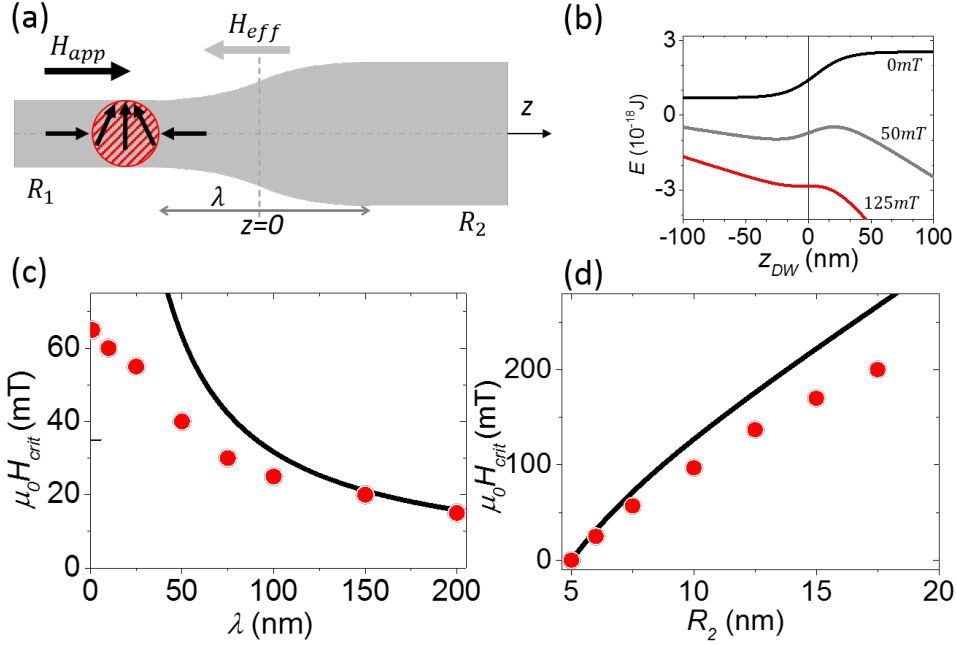 (a)
H_eff
H_app
z
R_1
λ
z=0
R_2
(b)
3
0
-3
E (10^-18 J)
0mT
50mT
125mT
-100 -50 0 50 100
z_DW (nm)
(c)
60
40
20
0
μ_0H_crit (mT)
0 50 100 150 200
λ (nm)
(d)
200
100
0
μ_0H_crit (mT)
5 10 15 20
R_2 (nm)